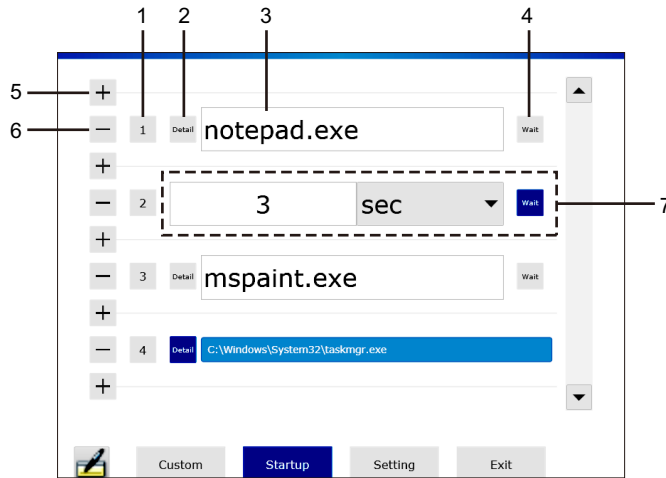 1 2 3 4
5 +
6 − 1 Detail notepad.exe Wait
+
− 2 3 sec Wait 7
+
− 3 Detail mspaint.exe Wait
+
− 4 Detail C:\Windows\System32\taskmgr.exe
+
Custom Startup Setting Exit